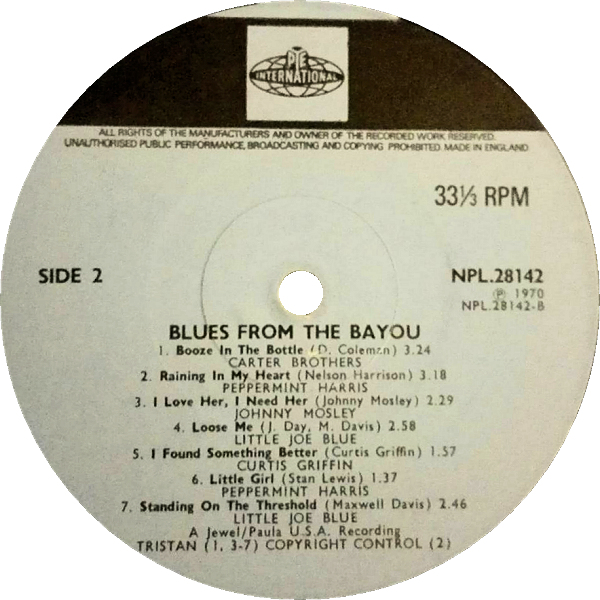 PYE
INTERNATIONAL
ALL RIGHTS OF THE MANUFACTURERS AND OWNER OF THE RECORDED WORK RESERVED.
UNAUTHORISED PUBLIC PERFORMANCE, BROADCASTING AND COPYING PROHIBITED. MADE IN ENGLAND
33⅓ RPM
SIDE 2
NPL.28142
Ⓟ 1970
NPL.28142-B
BLUES FROM THE BAYOU
1. Booze In The Bottle (D. Coleman) 3.24
CARTER BROTHERS
2. Raining In My Heart (Nelson Harrison) 3.18
PEPPERMINT HARRIS
3. I Love Her, I Need Her (Johnny Mosley) 2.29
JOHNNY MOSLEY
4. Loose Me (J. Day, M. Davis) 2.58
LITTLE JOE BLUE
5. I Found Something Better (Curtis Griffin) 1.57
CURTIS GRIFFIN
6. Little Girl (Stan Lewis) 1.37
PEPPERMINT HARRIS
7. Standing On The Threshold (Maxwell Davis) 2.46
LITTLE JOE BLUE
A Jewel/Paula U.S.A. Recording
TRISTAN (1, 3-7) COPYRIGHT CONTROL (2)